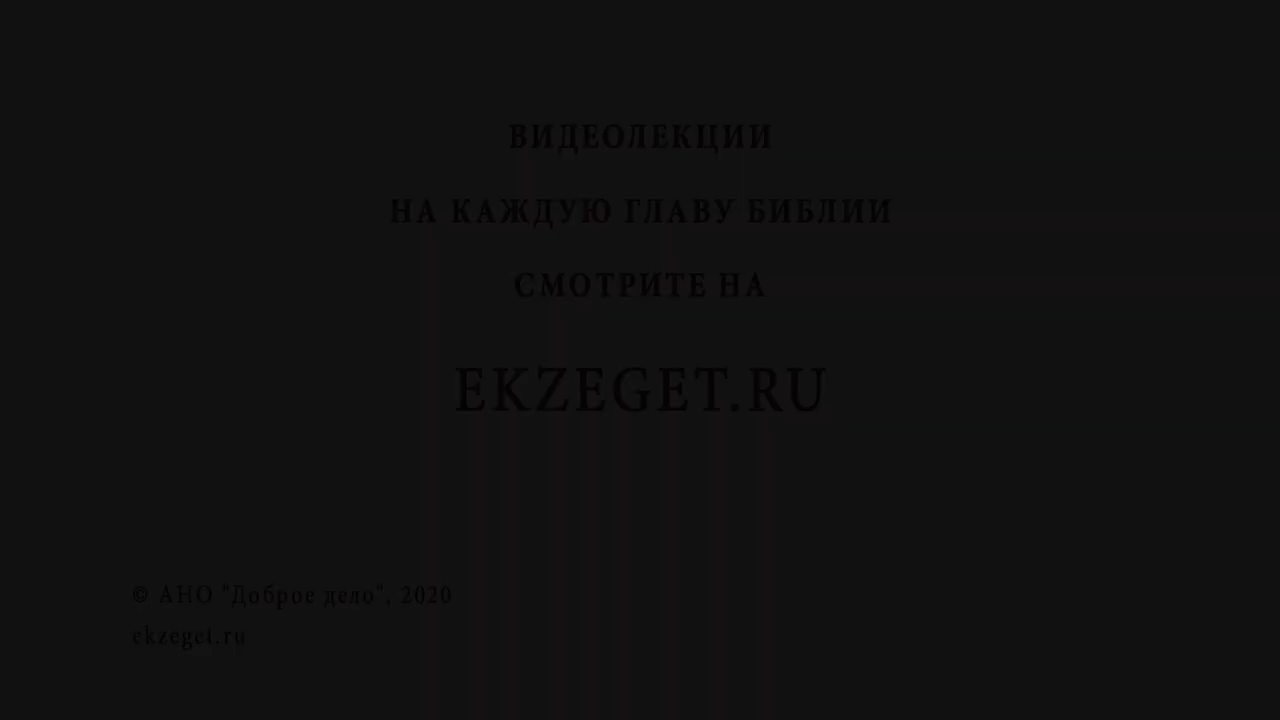 ВИДЕОЛЕКЦИИ
НА КАЖДУЮ ГЛАВУ БИБЛИИ
СМОТРИТЕ НА
EKZEGET.RU
© АНО "Доброе дело", 2020
ekzeget.ru